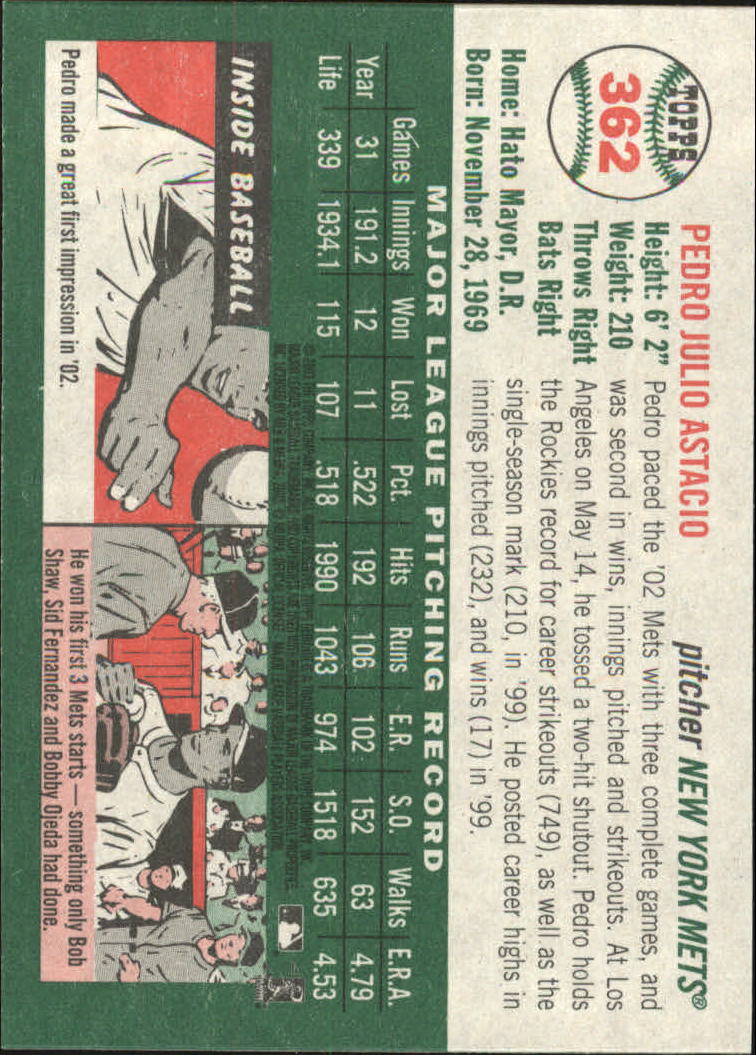 TOPPS
362
PEDRO JULIO ASTACIO
pitcher NEW YORK METS®
Height: 6' 2"
Weight: 210
Throws Right
Bats Right
Home: Hato Mayor, D.R.
Born: November 28, 1969
Pedro paced the '02 Mets with three complete games, and
was second in wins, innings pitched and strikeouts. At Los
Angeles on May 14, he tossed a two-hit shutout. Pedro holds
the Rockies record for career strikeouts (749), as well as the
single-season mark (210, in '99). He posted career highs in
innings pitched (232), and wins (17) in '99.
MAJOR LEAGUE PITCHING RECORD
Games Innings Won Lost Pct. Hits Runs E.R. S.O. Walks E.R.A.
Year 31 191.2 12 11 .522 192 106 102 152 63 4.79
Life 339 1934.1 115 107 .518 1990 1043 974 1518 635 4.53
INSIDE BASEBALL
Pedro made a great first impression in '02.
He won his first 3 Mets starts — something only Bob
Shaw, Sid Fernandez and Bobby Ojeda had done.